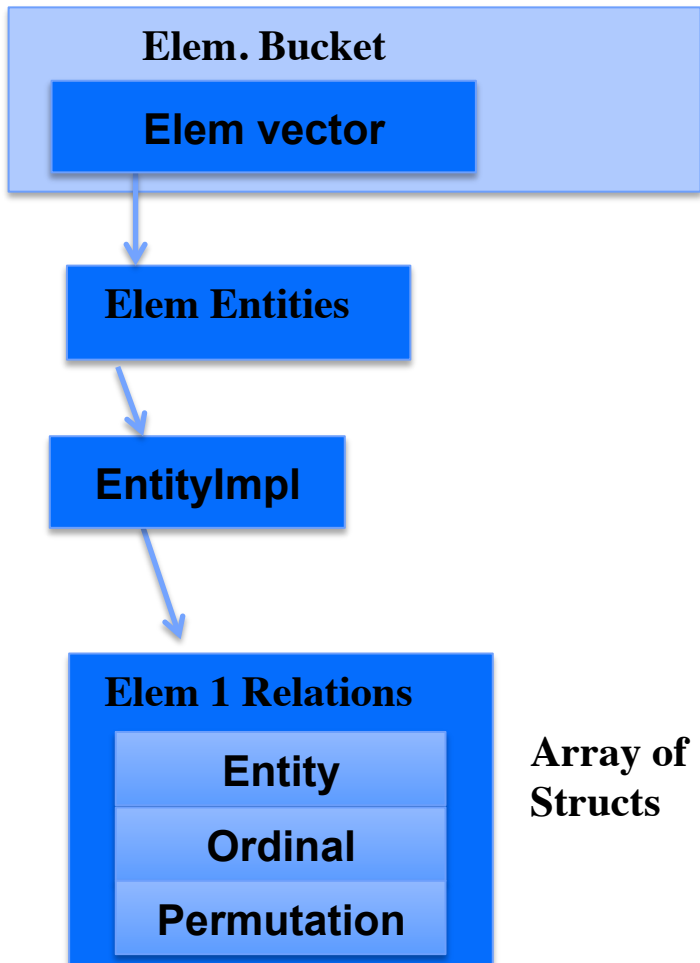 Elem. Bucket
Elem vector
Elem Entities
EntityImpl
Elem 1 Relations
Entity
Ordinal
Permutation
Array of
Structs